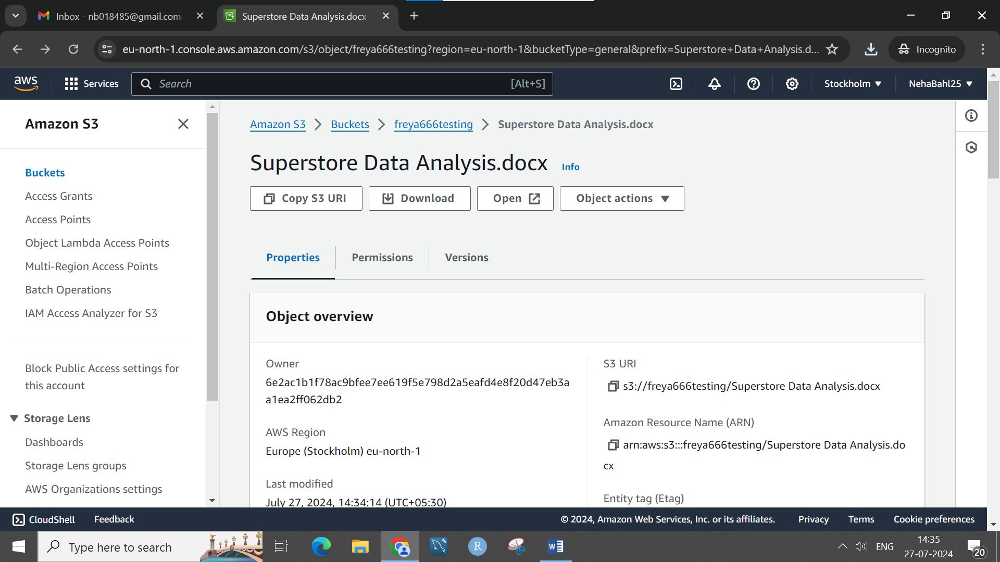 Inbox - nb018485@gmail.com -
Superstore Data Analysis.docx -
eu-north-1.console.aws.amazon.com/s3/object/freya666testing?region=eu-north-1&bucketType=general&prefix=Superstore+Data+Analysis.d...
Incognito
aws
Services
Search
[Alt+S]
Stockholm
NehaBahl25
Amazon S3
Buckets
Access Grants
Access Points
Object Lambda Access Points
Multi-Region Access Points
Batch Operations
IAM Access Analyzer for S3
Block Public Access settings for
this account
Storage Lens
Dashboards
Storage Lens groups
AWS Organizations settings
Amazon S3 > Buckets > freya666testing > Superstore Data Analysis.docx
Superstore Data Analysis.docx Info
Copy S3 URI
Download
Open
Object actions
Properties
Permissions
Versions
Object overview
Owner
6e2ac1b1f78ac9bfee7ee619f5e798d2a5eafd4e8f20d47eb3a
a1ea2ff062db2
AWS Region
Europe (Stockholm) eu-north-1
Last modified
July 27, 2024, 14:34:14 (UTC+05:30)
S3 URI
s3://freya666testing/Superstore Data Analysis.docx
Amazon Resource Name (ARN)
arn:aws:s3:::freya666testing/Superstore Data Analysis.do
cx
Entity tag (Etag)
CloudShell
Feedback
© 2024, Amazon Web Services, Inc. or its affiliates.
Privacy
Terms
Cookie preferences
Type here to search
R
W
ENG
14:35
27-07-2024
20